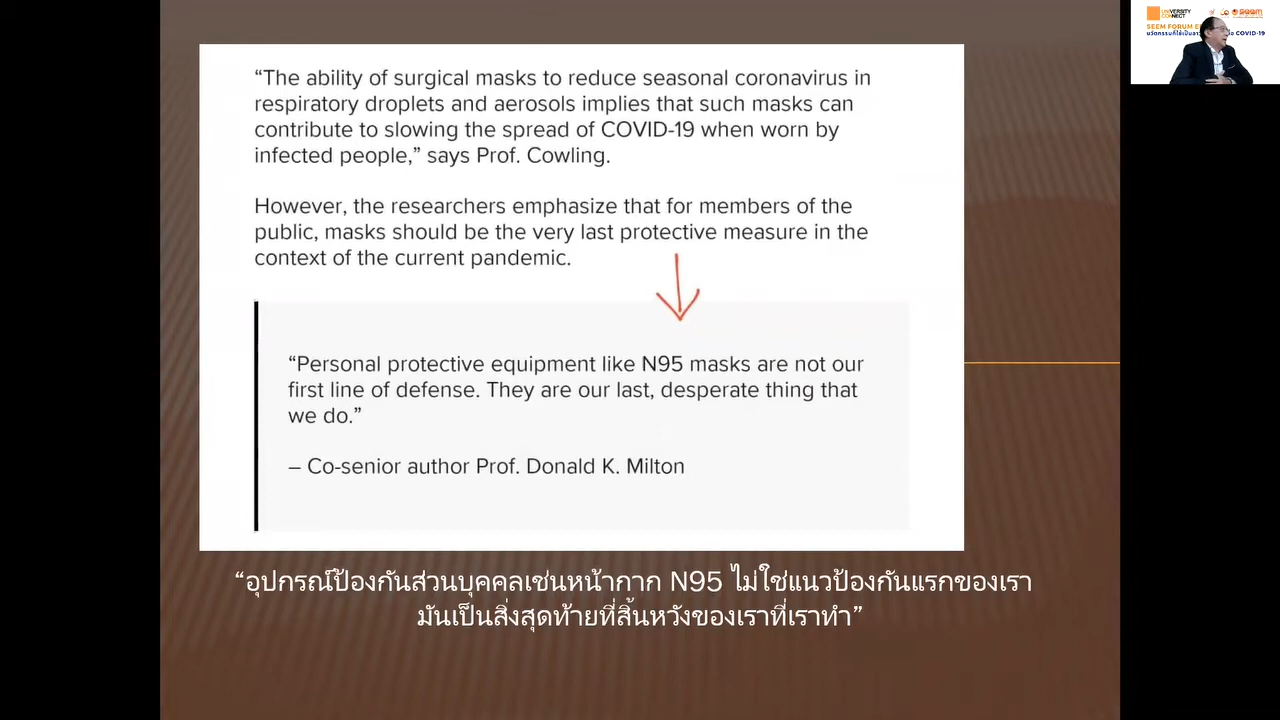 “The ability of surgical masks to reduce seasonal coronavirus in
respiratory droplets and aerosols implies that such masks can
contribute to slowing the spread of COVID-19 when worn by
infected people,” says Prof. Cowling.
However, the researchers emphasize that for members of the
public, masks should be the very last protective measure in the
context of the current pandemic.
“Personal protective equipment like N95 masks are not our
first line of defense. They are our last, desperate thing that
we do.”
– Co-senior author Prof. Donald K. Milton
“อุปกรณ์ป้องกันส่วนบุคคลเช่นหน้ากาก N95 ไม่ใช่แนวป้องกันแรกของเรา
มันเป็นสิ่งสุดท้ายที่สิ้นหวังของเราที่เราทำ”
UNIVERSITY
CONNECT
SEEM FORUM
COVID-19